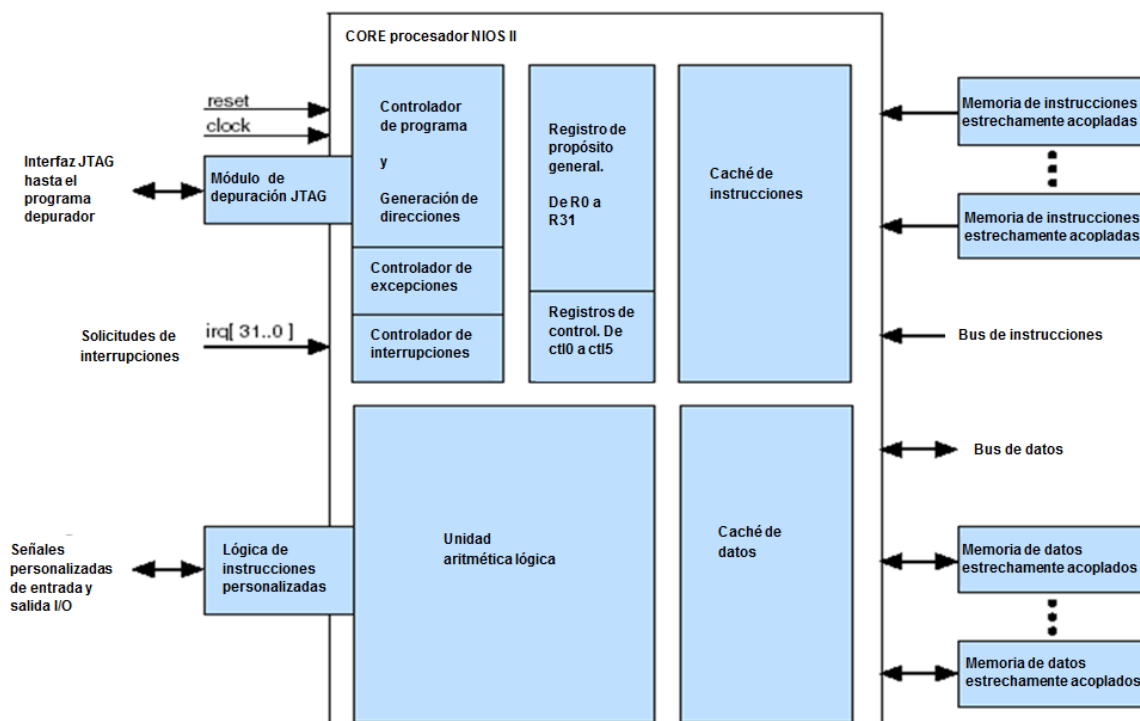 CORE procesador NIOS II
reset
clock
Interfaz JTAG
hasta el
programa
depurador
Módulo de
depuración JTAG
Controlador
de programa
y
Generación de
direcciones
Controlador de
excepciones
Controlador de
interrupciones
Solicitudes de
interrupciones
irq[ 31..0 ]
Registro de
propósito
general.
De R0 a
R31
Registros de
control. De
ctl0 a ctl5
Caché de
instrucciones
Memoria de instrucciones
estrechamente acopladas
Memoria de instrucciones
estrechamente acopladas
Bus de instrucciones
Bus de datos
Señales
personalizadas
de entrada y
salida I/O
Lógica de
instrucciones
personalizadas
Unidad
aritmética lógica
Caché de
datos
Memoria de datos
estrechamente acoplados
Memoria de datos
estrechamente acoplados